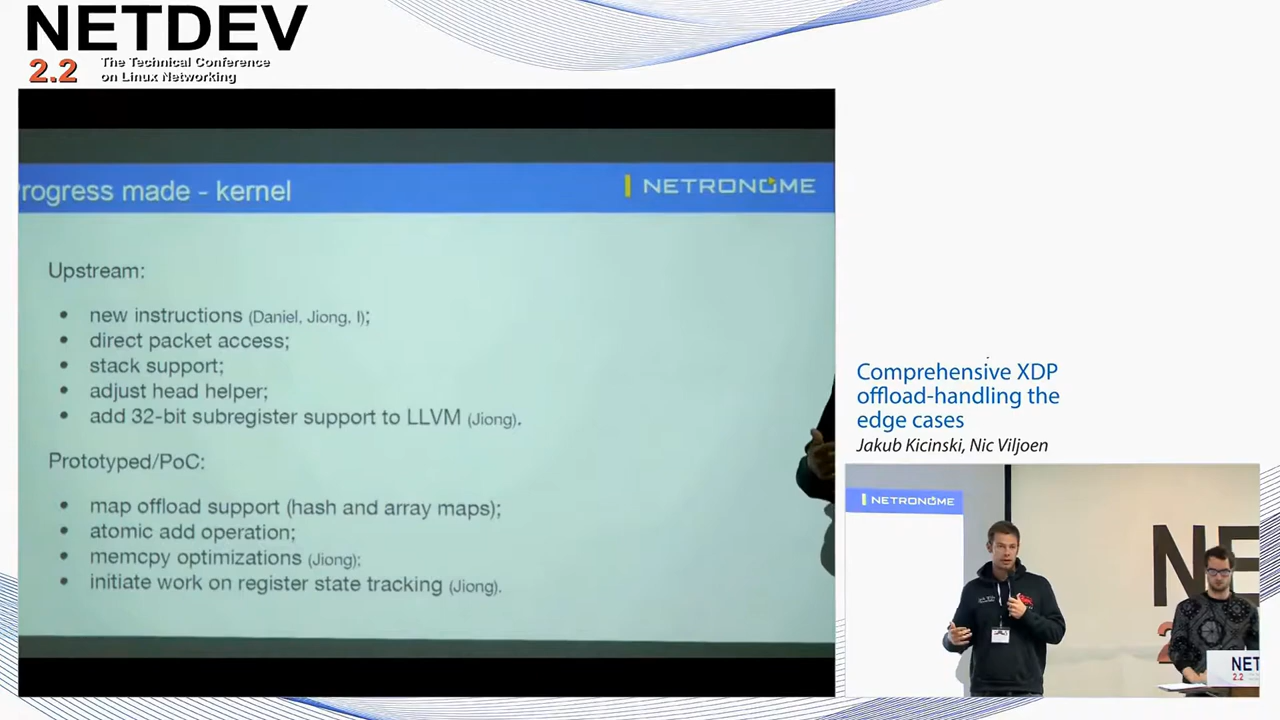 NETDEV
2.2
The Technical Conference
on Linux Networking
rogress made - kernel
NETRONOME
Upstream:
• new instructions (Daniel, Jiong, I);
• direct packet access;
• stack support;
• adjust head helper;
• add 32-bit subregister support to LLVM (Jiong).
Prototyped/PoC:
• map offload support (hash and array maps);
• atomic add operation;
• memcpy optimizations (Jiong);
• initiate work on register state tracking (Jiong).
Comprehensive XDP
offload-handling the
edge cases
Jakub Kicinski, Nic Viljoen
NETRONOME
NE
NET
2.2